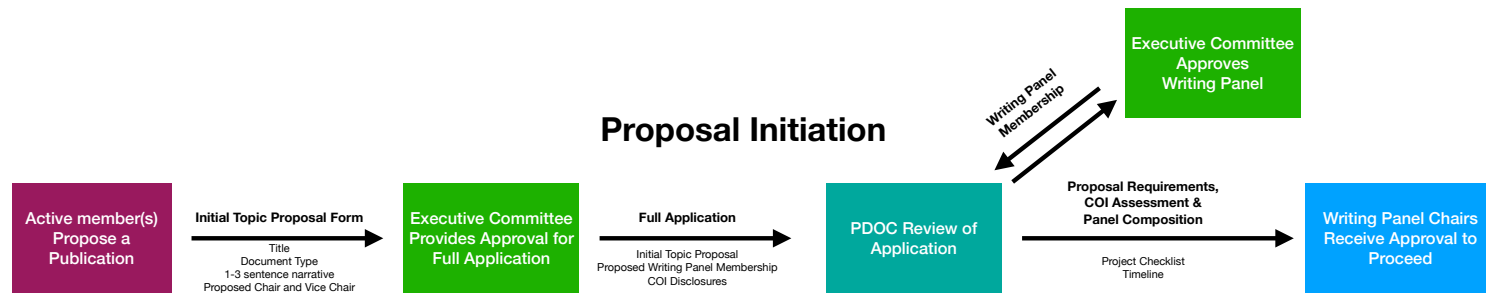 Proposal Initiation
Active member(s)
Propose a
Publication
Initial Topic Proposal Form
Title
Document Type
1-3 sentence narrative
Proposed Chair and Vice Chair
Executive Committee
Provides Approval for
Full Application
Full Application
Initial Topic Proposal
Proposed Writing Panel Membership
COI Disclosures
PDOC Review of
Application
Writing Panel
Membership
Executive Committee
Approves
Writing Panel
Proposal Requirements,
COI Assessment &
Panel Composition
Project Checklist
Timeline
Writing Panel Chairs
Receive Approval to
Proceed